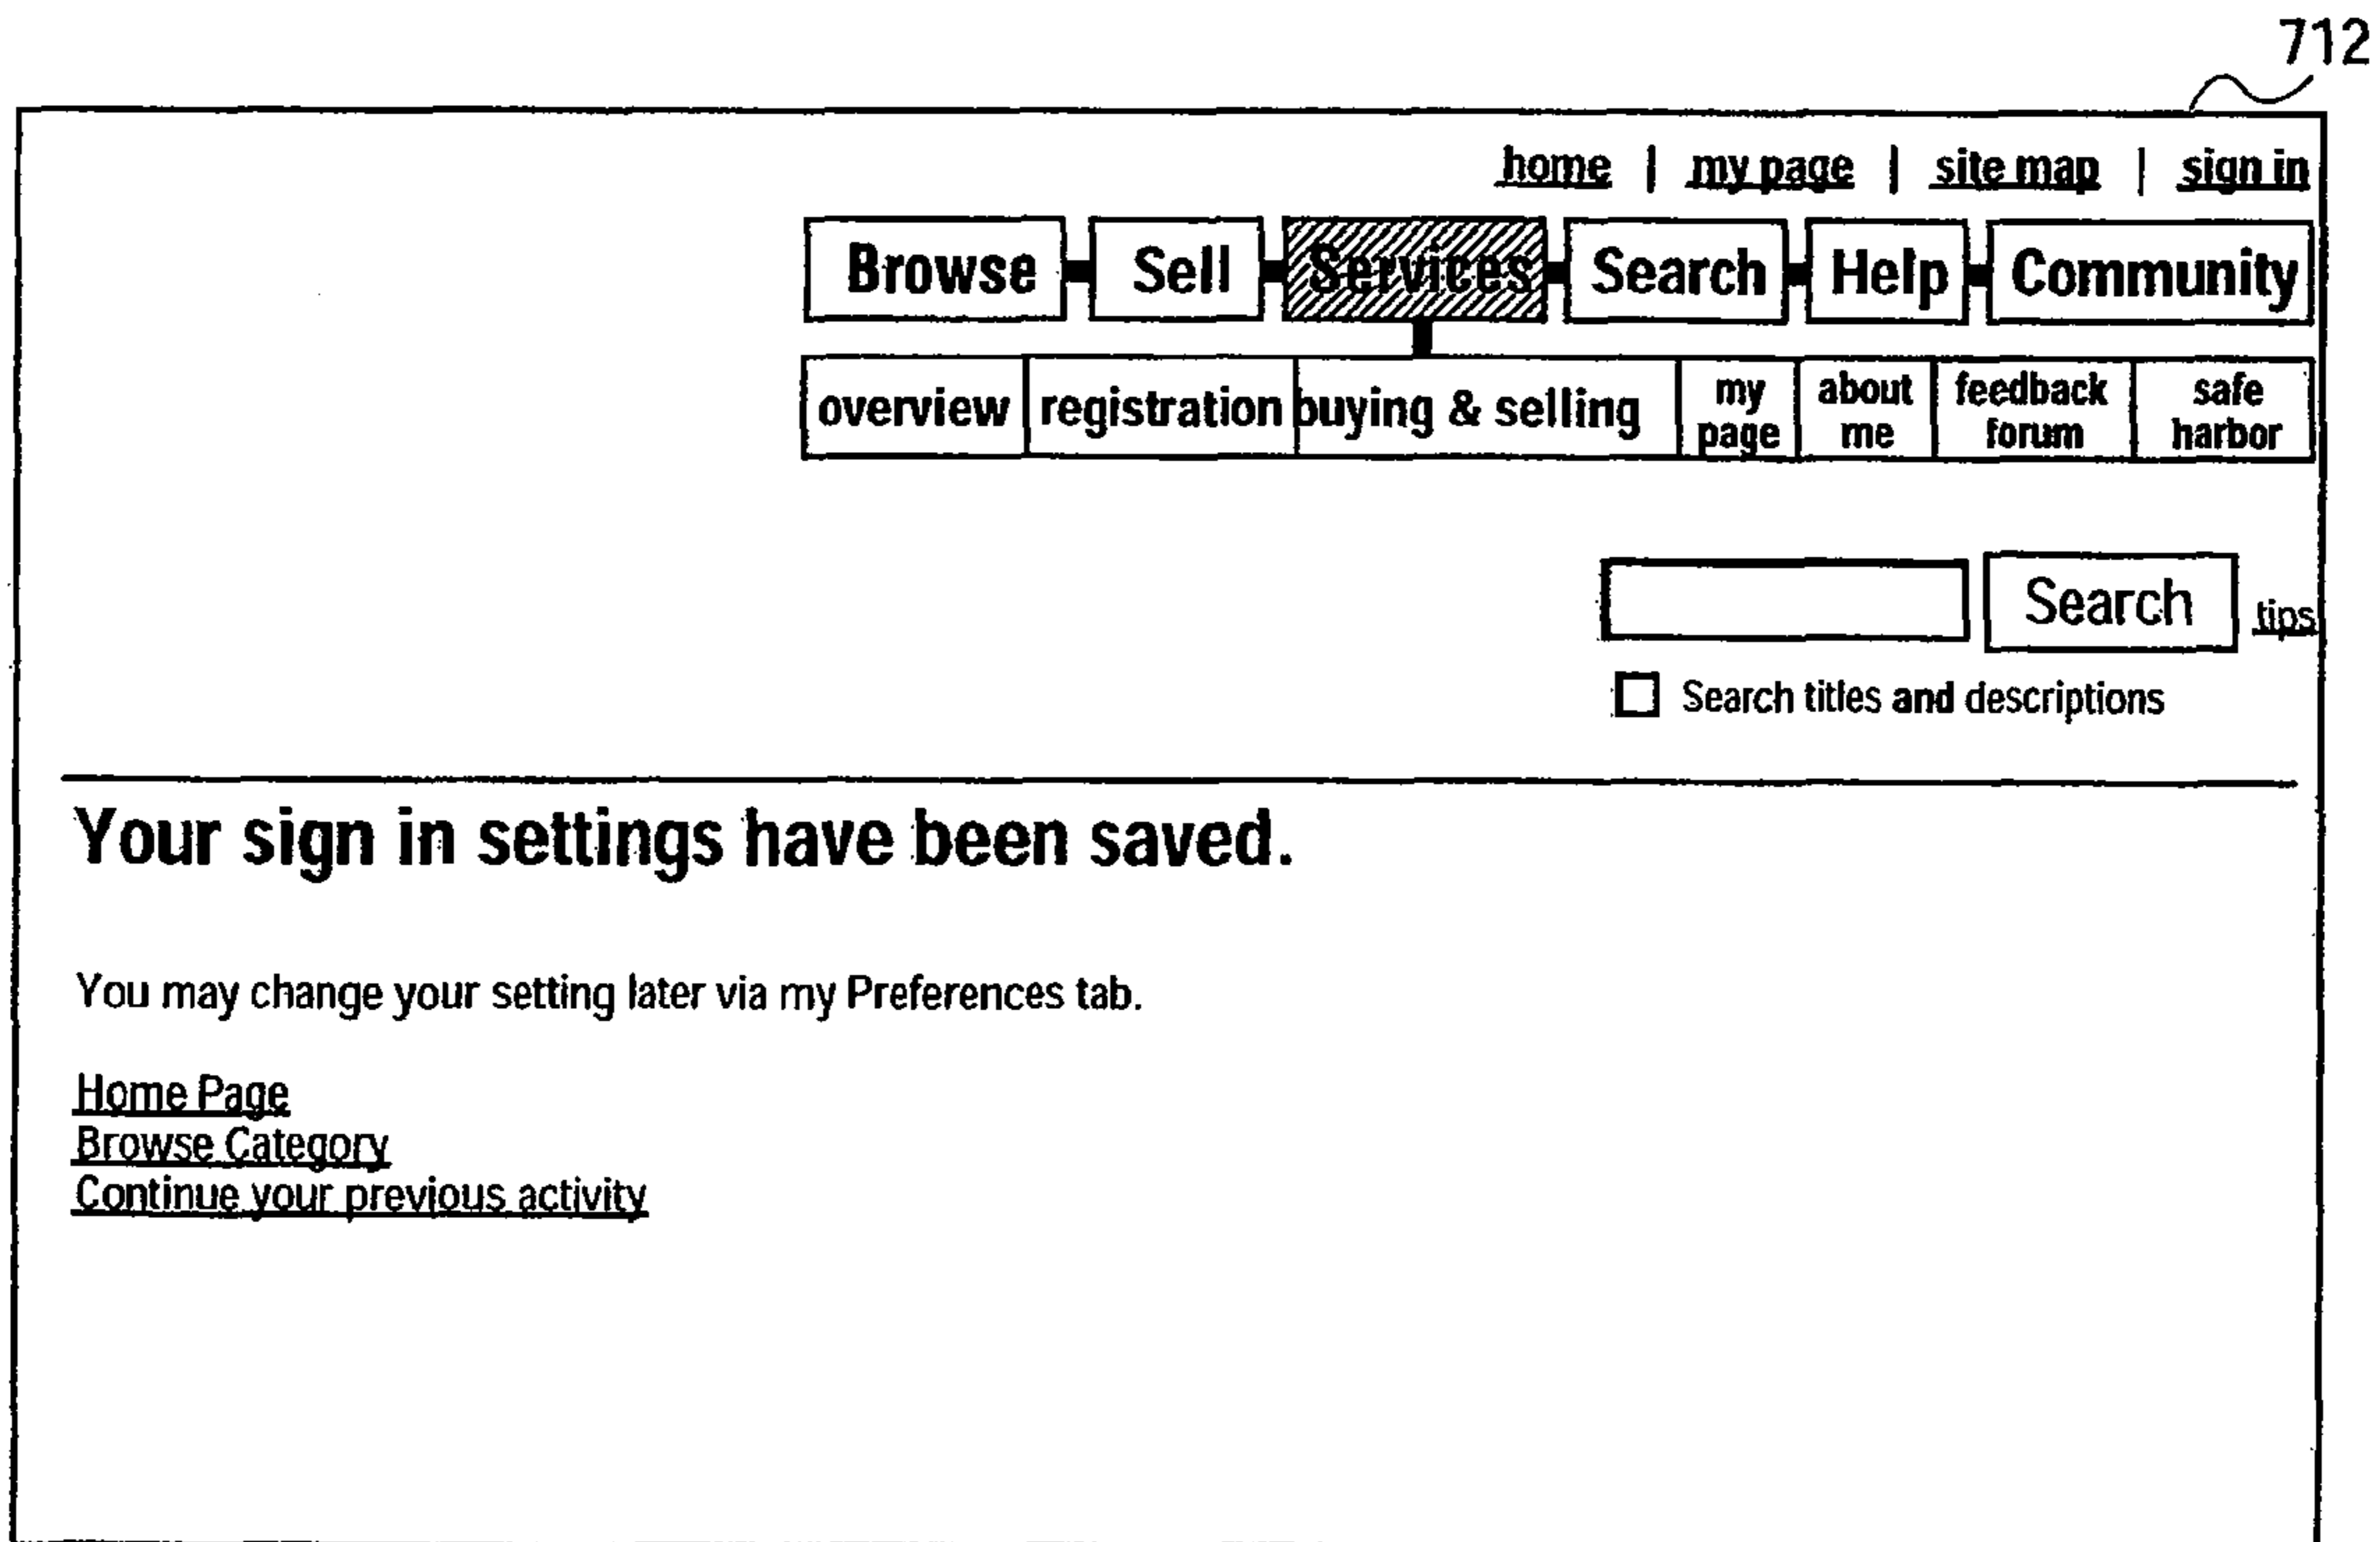 712
home | my page | site map | sign in
Browse Sell Services Search Help Community
overview registration buying & selling my page about me feedback forum safe harbor
Search tips
Search titles and descriptions
Your sign in settings have been saved.
You may change your setting later via my Preferences tab.
Home Page
Browse Category
Continue your previous activity